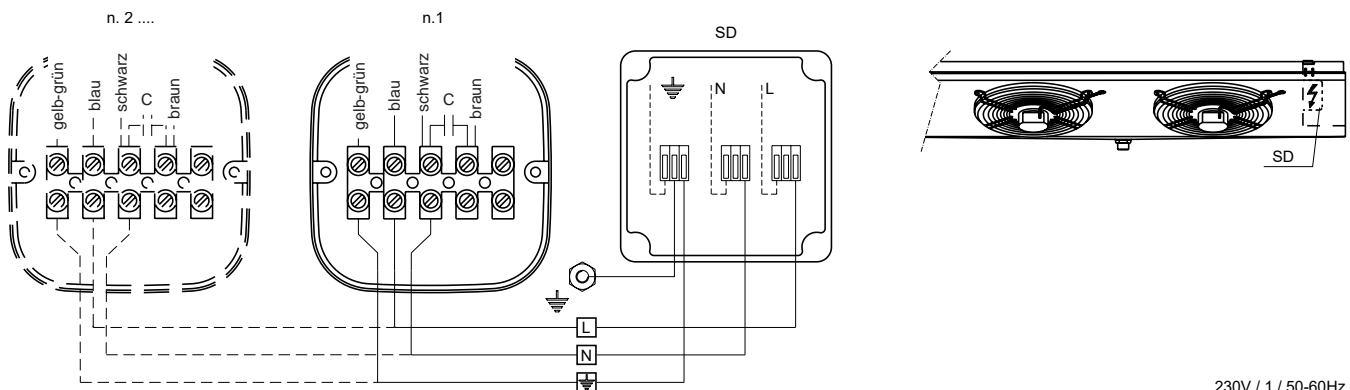 n. 2 ....
n.1
SD
gelb-grün
blau
schwarz
C
braun
gelb-grün
blau
schwarz
C
braun
N
L
SD
L
N
230V / 1 / 50-60Hz